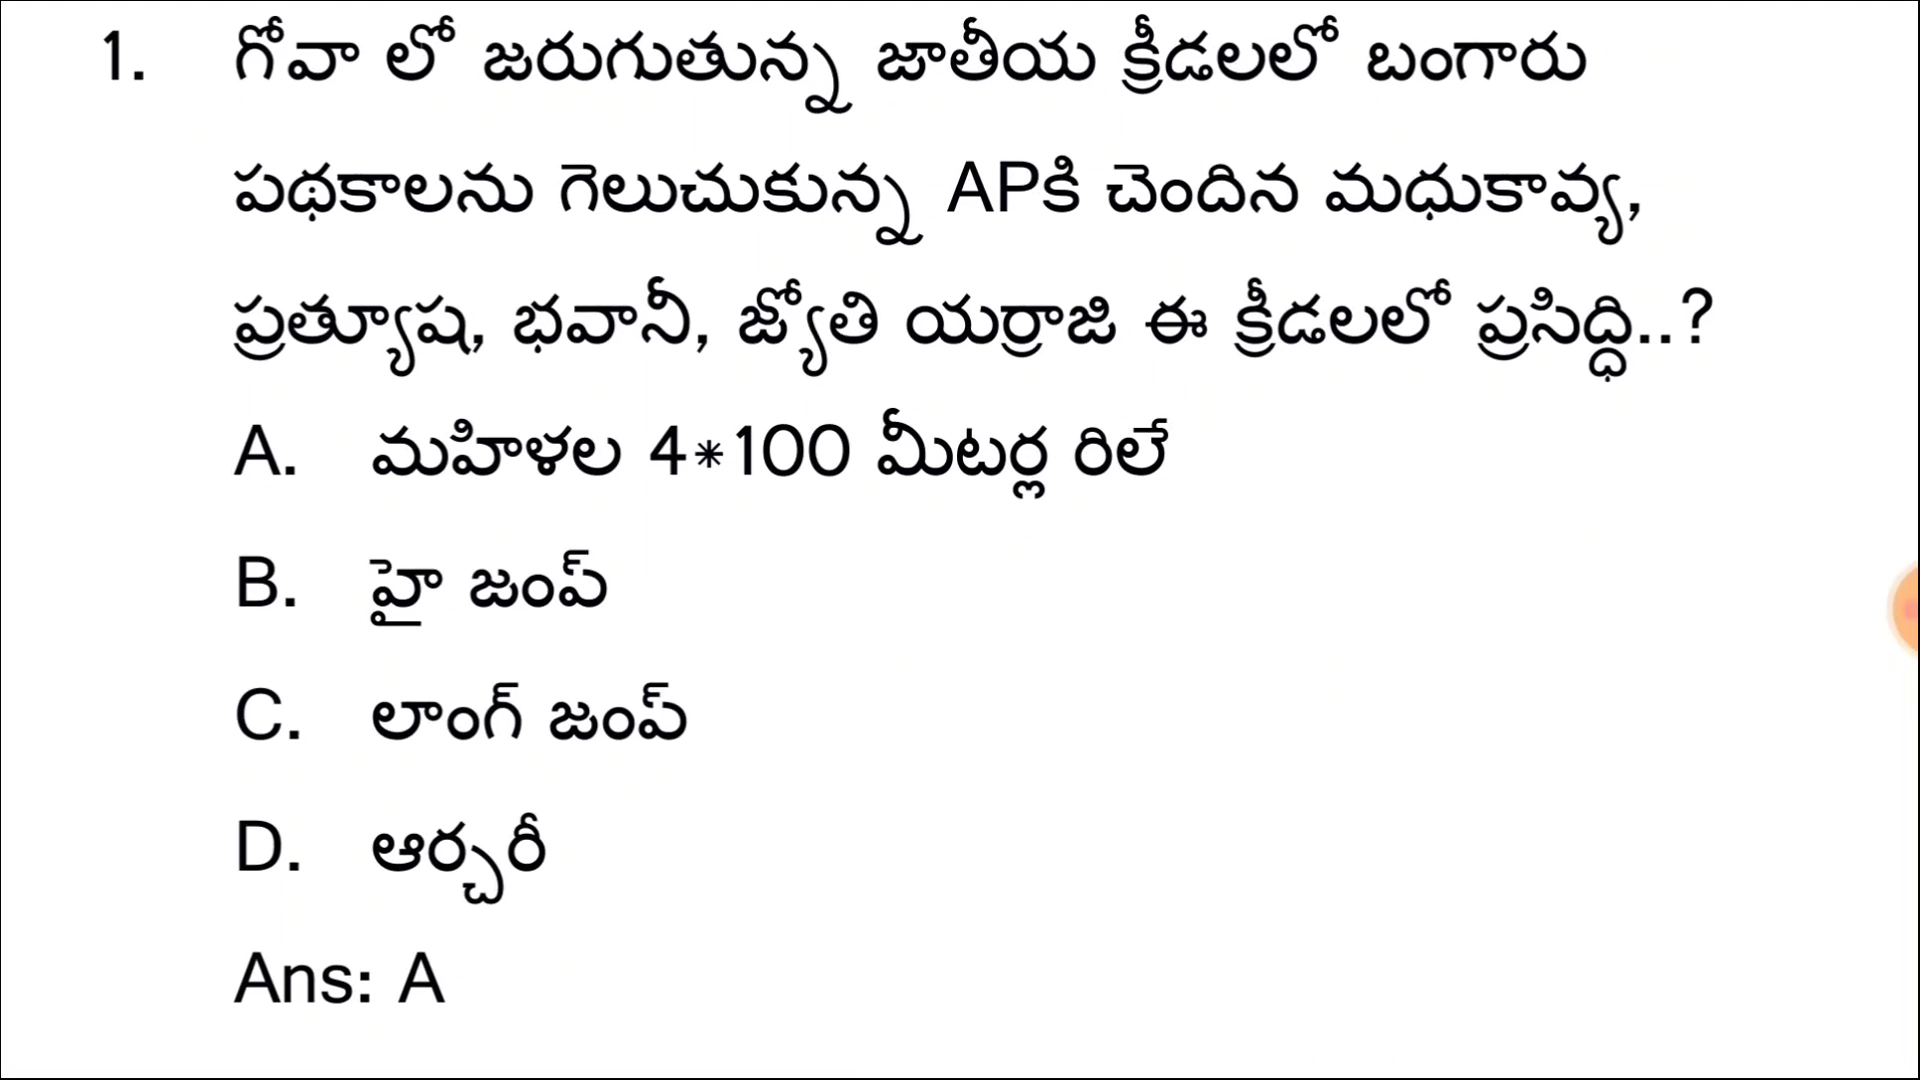 1. గోవా లో జరుగుతున్న జాతీయ క్రీడలలో బంగారు
పథకాలను గెలుచుకున్న APకి చెందిన మధుకావ్య,
ప్రత్యూష, భవానీ, జ్యోతి యర్రాజి ఈ క్రీడలలో ప్రసిద్ధి..?
A. మహిళల 4*100 మీటర్ల రిలే
B. హై జంప్
C. లాంగ్ జంప్
D. ఆర్చరీ
Ans: A